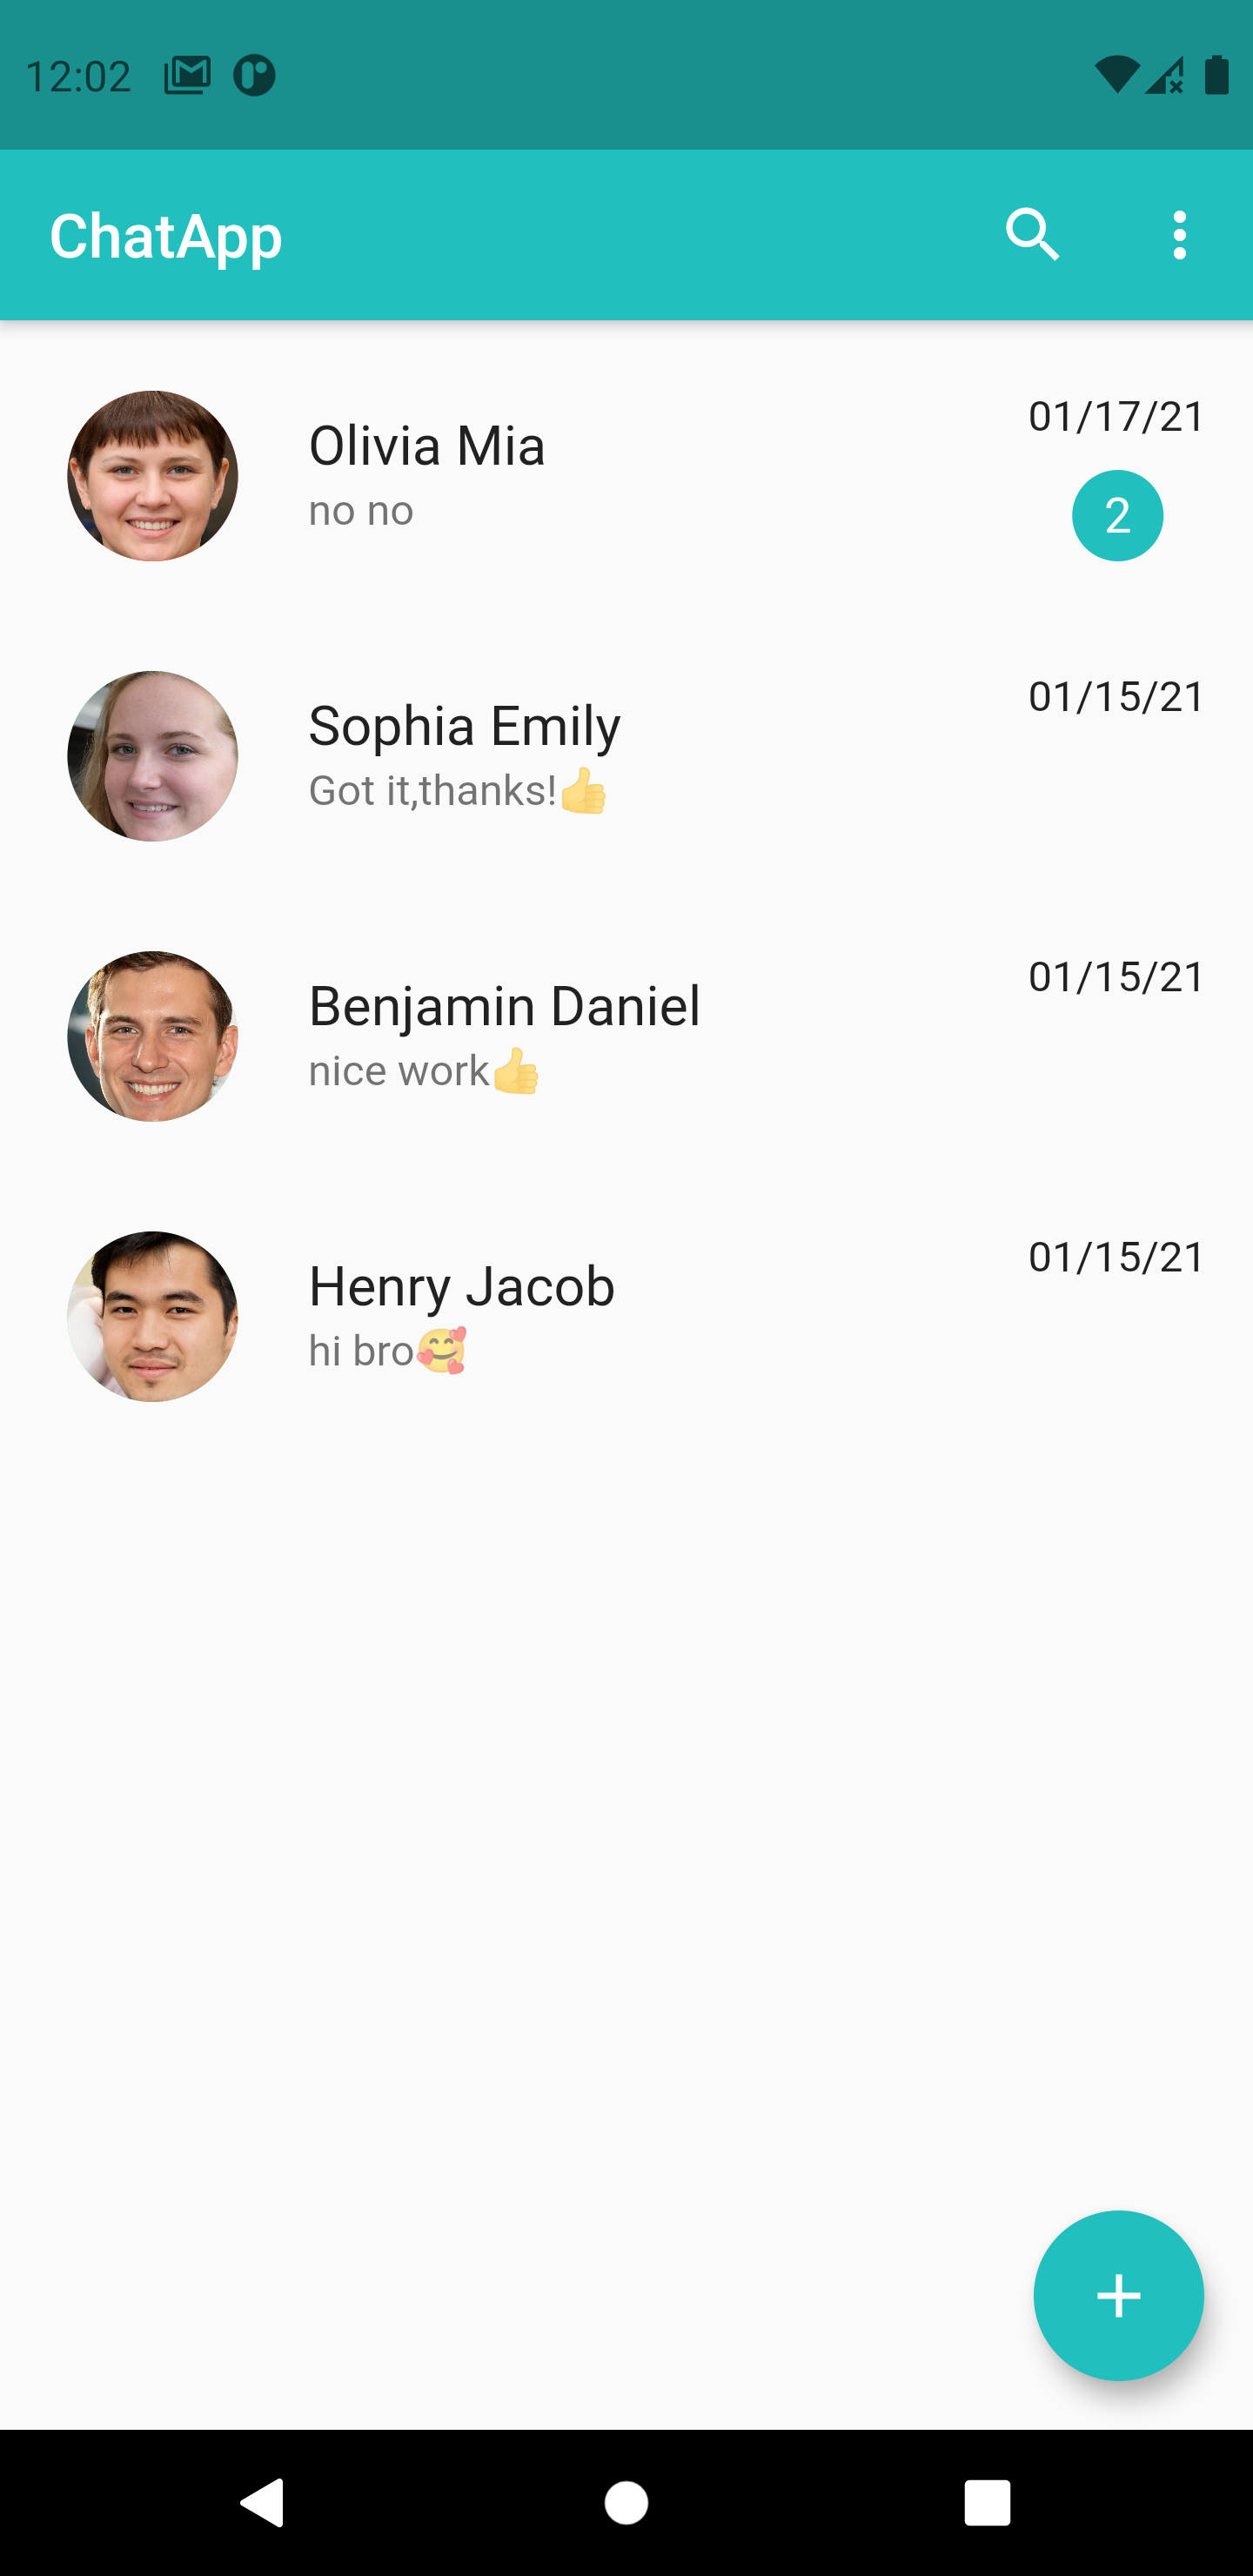 12:02
ChatApp
Olivia Mia
01/17/21
no no
2
Sophia Emily
01/15/21
Got it,thanks!👍
Benjamin Daniel
01/15/21
nice work👍
Henry Jacob
01/15/21
hi bro🥰